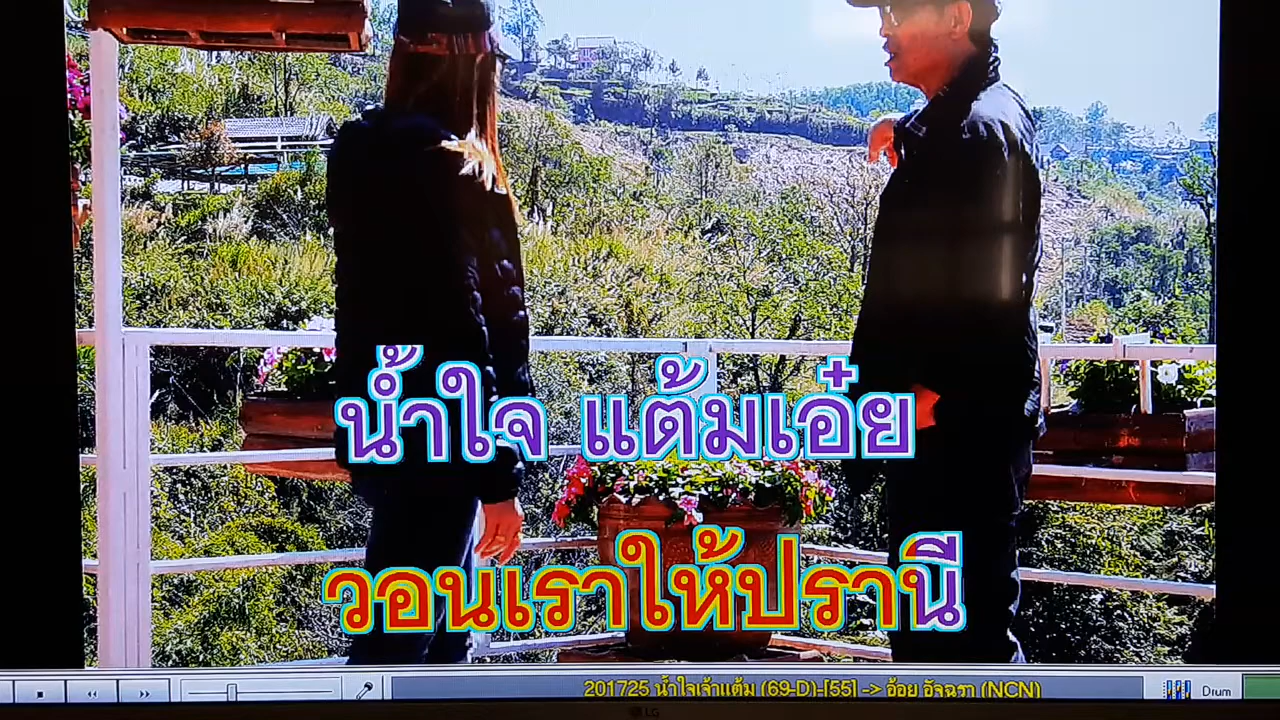 น้ำใจ แต้มเอ๋ย
วอนเราให้ปรานี
201725 น้ำใจเจ้าแต้ม (69-D)-[55] -> อ้อย อัจฉรา (NCN)
Drum
LG